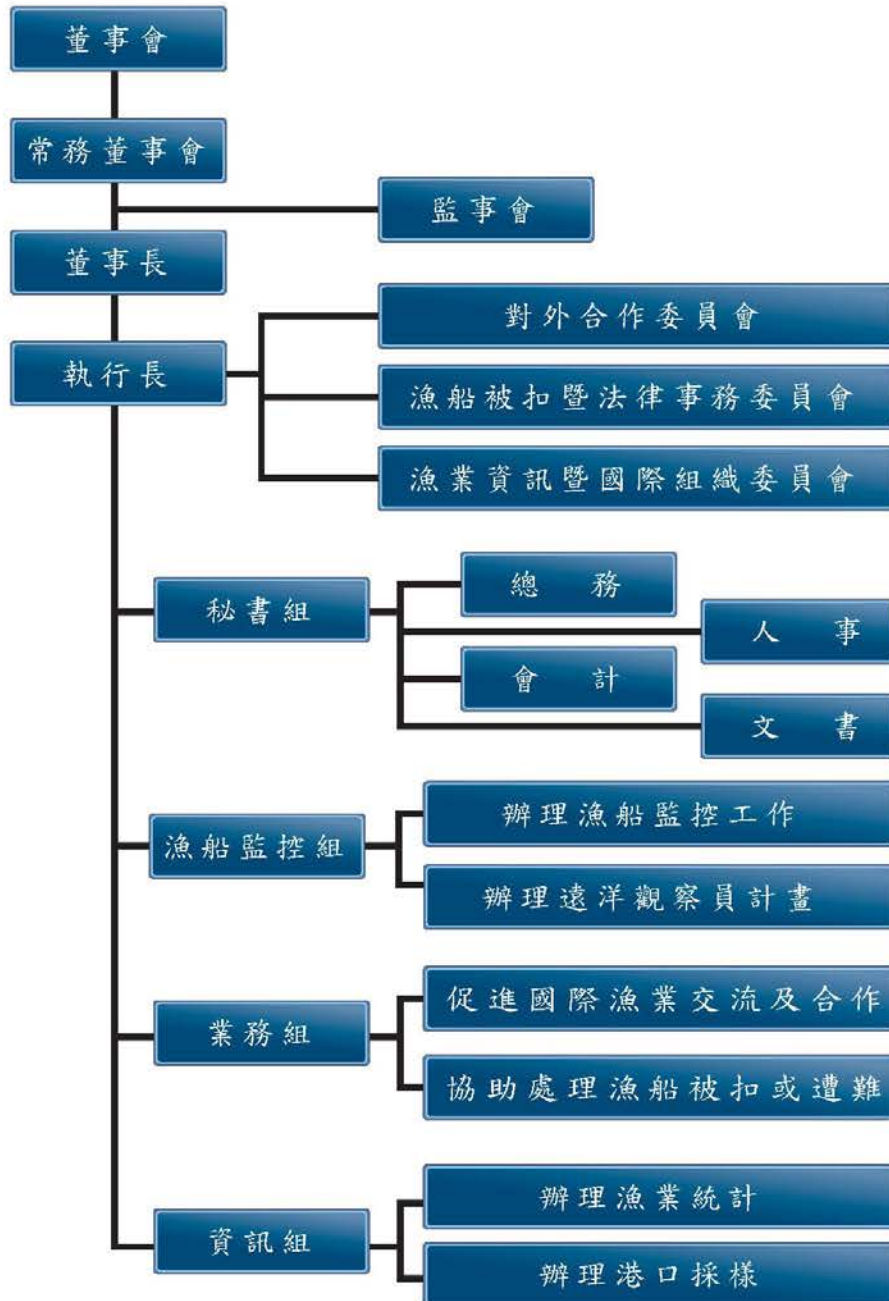 董事會
常務董事會
監事會
董事長
執行長
對外合作委員會
漁船被扣暨法律事務委員會
漁業資訊暨國際組織委員會
秘書組
總務
人事
會計
文書
漁船監控組
辦理漁船監控工作
辦理遠洋觀察員計畫
業務組
促進國際漁業交流及合作
協助處理漁船被扣或遭難
資訊組
辦理漁業統計
辦理港口採樣